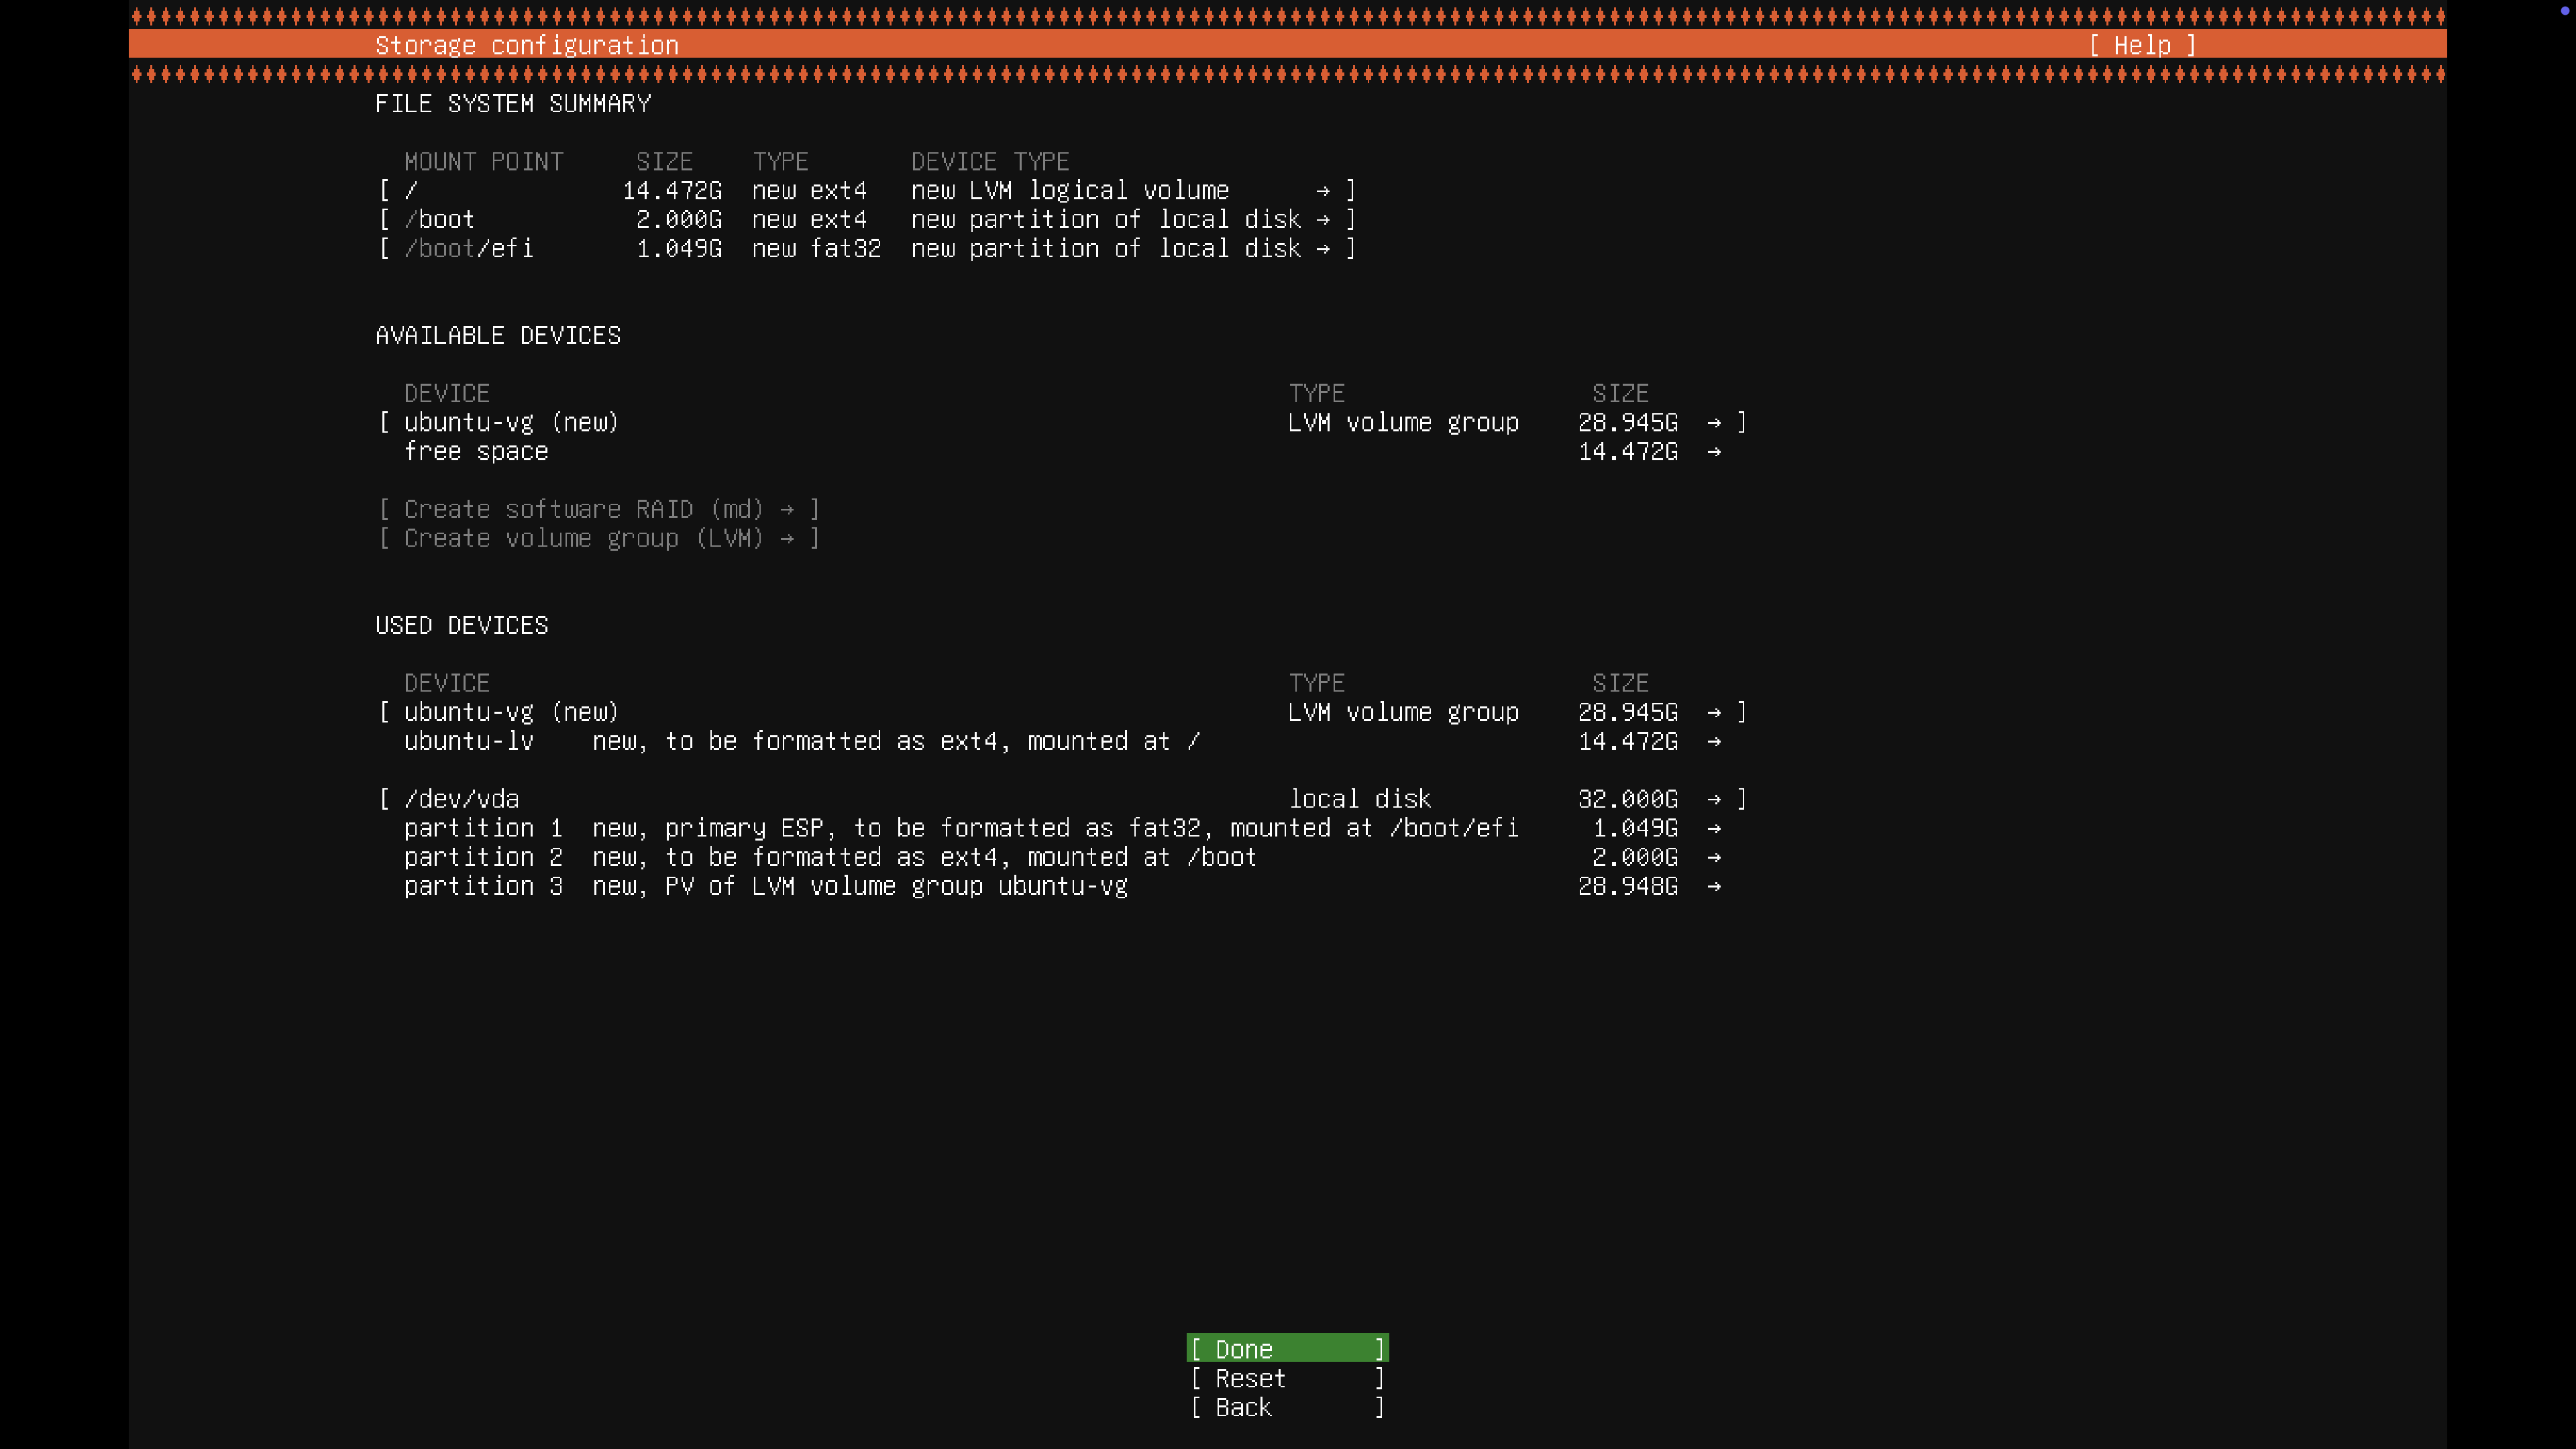 Storage configuration [ Help ]
FILE SYSTEM SUMMARY
MOUNT POINT SIZE TYPE DEVICE TYPE
[ / 14.472G new ext4 new LVM logical volume → ]
[ /boot 2.000G new ext4 new partition of local disk → ]
[ /boot/efi 1.049G new fat32 new partition of local disk → ]
AVAILABLE DEVICES
DEVICE TYPE SIZE
[ ubuntu-vg (new) LVM volume group 28.945G → ]
free space 14.472G →
[ Create software RAID (md) → ]
[ Create volume group (LVM) → ]
USED DEVICES
DEVICE TYPE SIZE
[ ubuntu-vg (new) LVM volume group 28.945G → ]
ubuntu-lv new, to be formatted as ext4, mounted at / 14.472G →
[ /dev/vda local disk 32.000G → ]
partition 1 new, primary ESP, to be formatted as fat32, mounted at /boot/efi 1.049G →
partition 2 new, to be formatted as ext4, mounted at /boot 2.000G →
partition 3 new, PV of LVM volume group ubuntu-vg 28.948G →
[ Done ]
[ Reset ]
[ Back ]